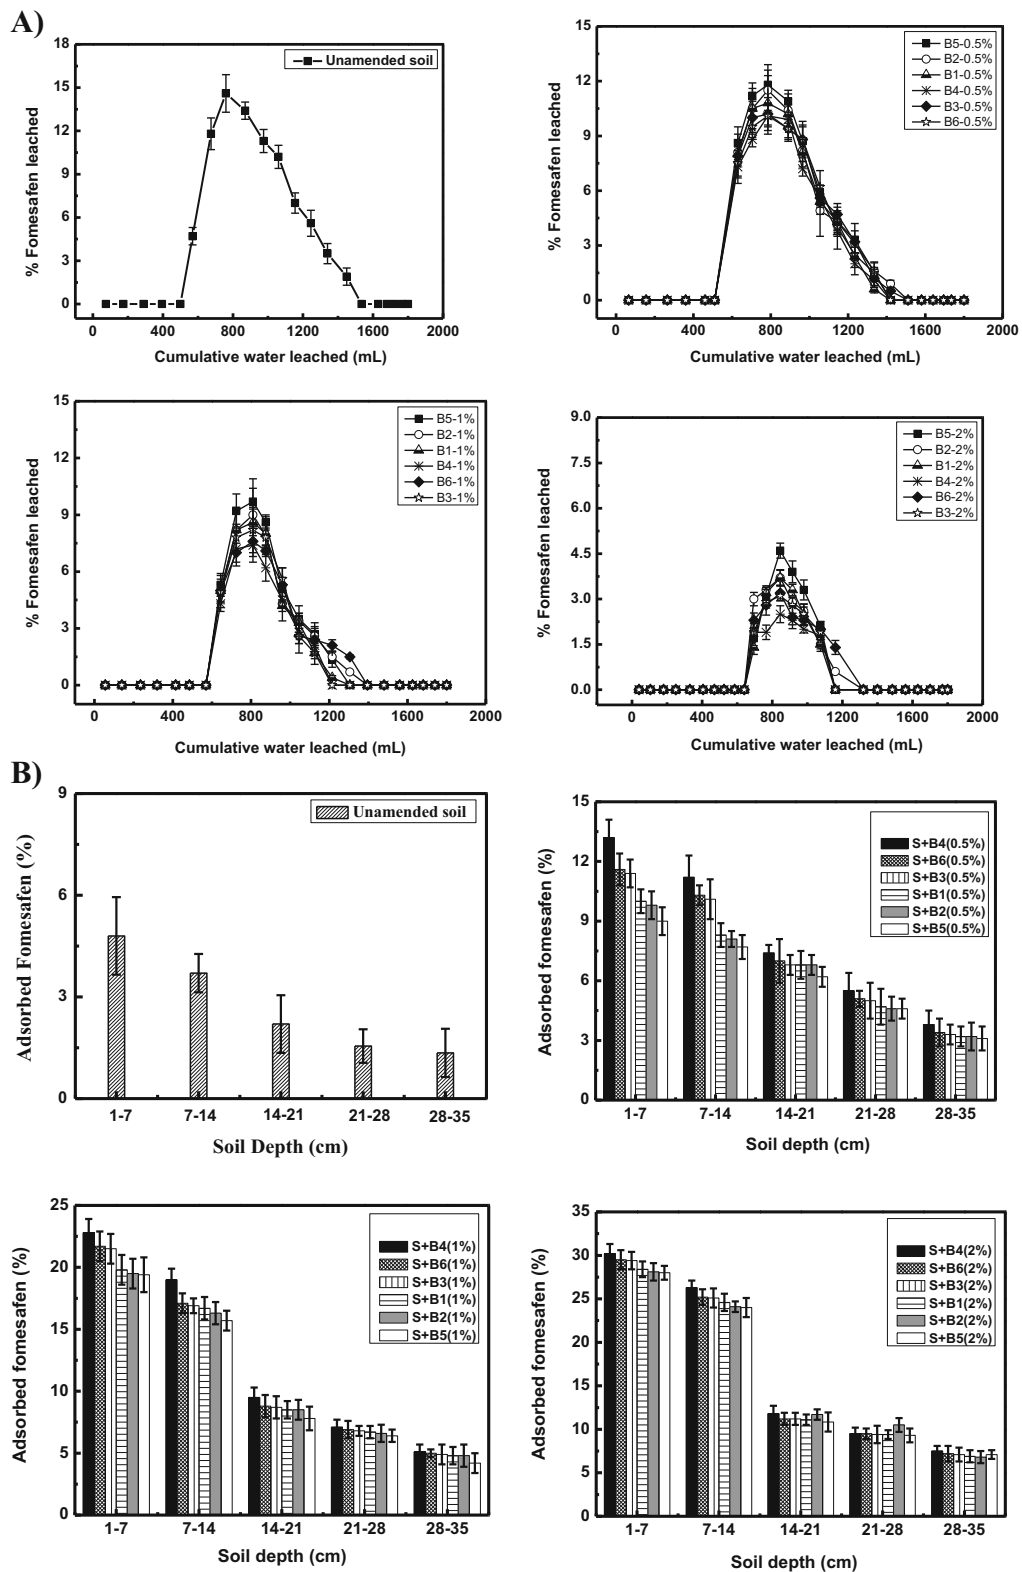 A)
% Fomesafen leached
18
15
12
9
6
3
0
Unamended soil
0 400 800 1200 1600 2000
Cumulative water leached (mL)
% Fomesafen leached
15
12
9
6
3
0
B5-0.5%
B2-0.5%
B1-0.5%
B4-0.5%
B3-0.5%
B6-0.5%
0 400 800 1200 1600 2000
Cumulative water leached (mL)
% Fomesafen leached
15
12
9
6
3
0
B5-1%
B2-1%
B1-1%
B4-1%
B6-1%
B3-1%
0 400 800 1200 1600 2000
Cumulative water leached (mL)
% Fomesafen leached
9.0
7.5
6.0
4.5
3.0
1.5
0.0
B5-2%
B2-2%
B1-2%
B4-2%
B6-2%
B3-2%
0 400 800 1200 1600 2000
Cumulative water leached (mL)
B)
Adsorbed Fomesafen (%)
9
6
3
0
Unamended soil
1-7 7-14 14-21 21-28 28-35
Soil Depth (cm)
Adsorbed fomesafen (%)
15
12
9
6
3
0
S+B4(0.5%)
S+B6(0.5%)
S+B3(0.5%)
S+B1(0.5%)
S+B2(0.5%)
S+B5(0.5%)
1-7 7-14 14-21 21-28 28-35
Soil depth (cm)
Adsorbed fomesafen (%)
25
20
15
10
5
0
S+B4(1%)
S+B6(1%)
S+B3(1%)
S+B1(1%)
S+B2(1%)
S+B5(1%)
1-7 7-14 14-21 21-28 28-35
Soil depth (cm)
Adsorbed fomesafen (%)
35
30
25
20
15
10
5
0
S+B4(2%)
S+B6(2%)
S+B3(2%)
S+B1(2%)
S+B2(2%)
S+B5(2%)
1-7 7-14 14-21 21-28 28-35
Soil depth (cm)